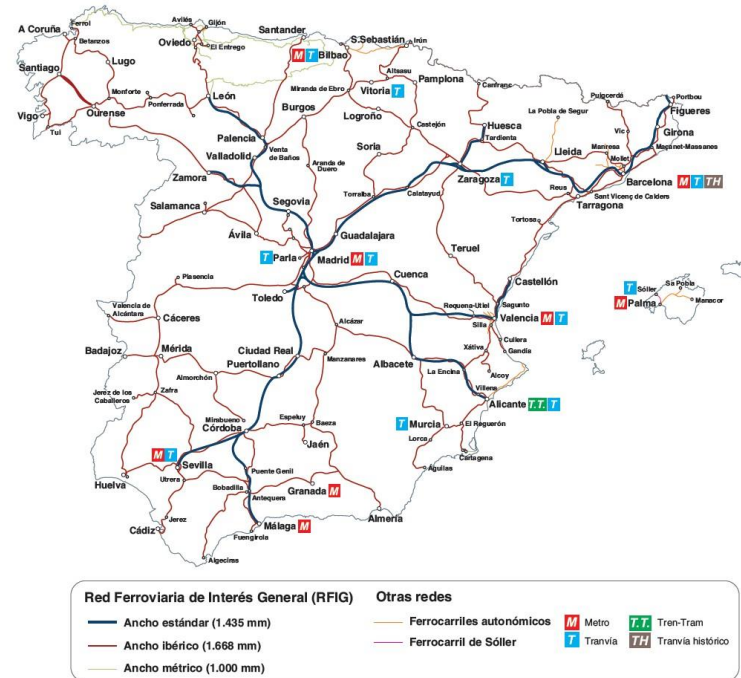 Ferrol
A Coruña
Betanzos
Avilés
Gijón
Oviedo
El Entrego
Santander
M T Bilbao
S.Sebastián
Irún
Santiago
Lugo
Altsasu
Pamplona
Canfranc
Miranda de Ebro
Vitoria T
Puigcerdá
Portbou
Figueres
Vigo
Tui
Ourense
Monforte
Ponferrada
León
Burgos
Logroño
Castejón
Huesca
Tardienta
La Pobla de Segur
Vic
Girona
Palencia
Venta
de Baños
Valladolid
Aranda de
Duero
Soria
Lleida
Manresa
Mollet
Maçanet-Massanes
Zamora
Torralba
Calatayud
Zaragoza T
Reus
Barcelona M T TH
Sant Vicenç de Calders
Tarragona
Salamanca
Segovia
Tortosa
Ávila
Guadalajara
T Parla
Madrid M T
Teruel
Plasencia
Toledo
Cuenca
Castellón
T Sóller
Sa Pobla
M Palma
Manacor
Valencia de
Alcántara
Cáceres
Requena-Utiel
Sagunto
Valencia M T
Silla
Alcázar
Cullera
Gandia
Xátiva
Badajoz
Mérida
Ciudad Real
Puertollano
Manzanares
Albacete
La Encina
Alcoy
Villena
Almorchón
Jerez de los
Caballeros
Zafra
Alicante T.T. T
Mirabueno
Córdoba
Espeluy
Baeza
Jaén
T Murcia
El Reguerón
Lorca
Cartagena
Águilas
M T
Sevilla
Huelva
Utrera
Puente Genil
Bobadilla
Antequera
Granada M
Almería
Jerez
Cádiz
Málaga M
Fuengirola
Algeciras
Red Ferroviaria de Interés General (RFIG)
Ancho estándar (1.435 mm)
Ancho ibérico (1.668 mm)
Ancho métrico (1.000 mm)
Otras redes
Ferrocarriles autonómicos
Ferrocarril de Sóller
M Metro
T Tranvía
T.T. Tren-Tram
TH Tranvía histórico